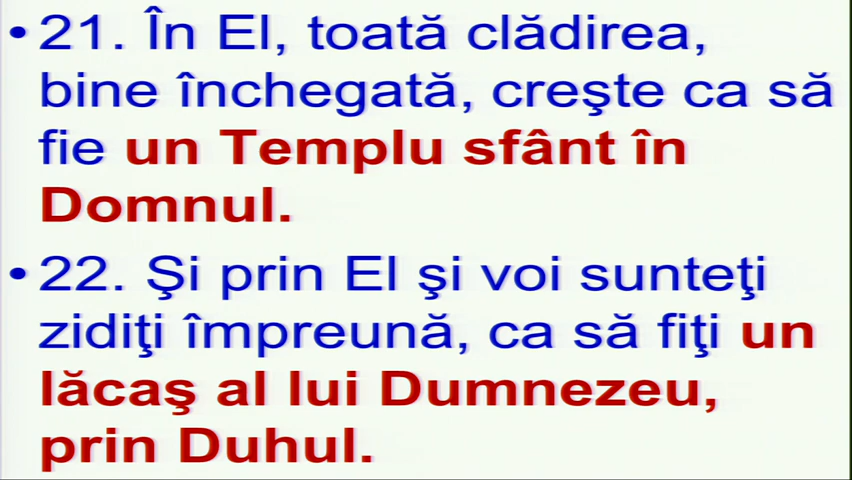 • 21. În El, toată clădirea,
bine închegată, creşte ca să
fie un Templu sfânt în
Domnul.
• 22. Şi prin El şi voi sunteţi
zidiţi împreună, ca să fiţi un
lăcaş al lui Dumnezeu,
prin Duhul.